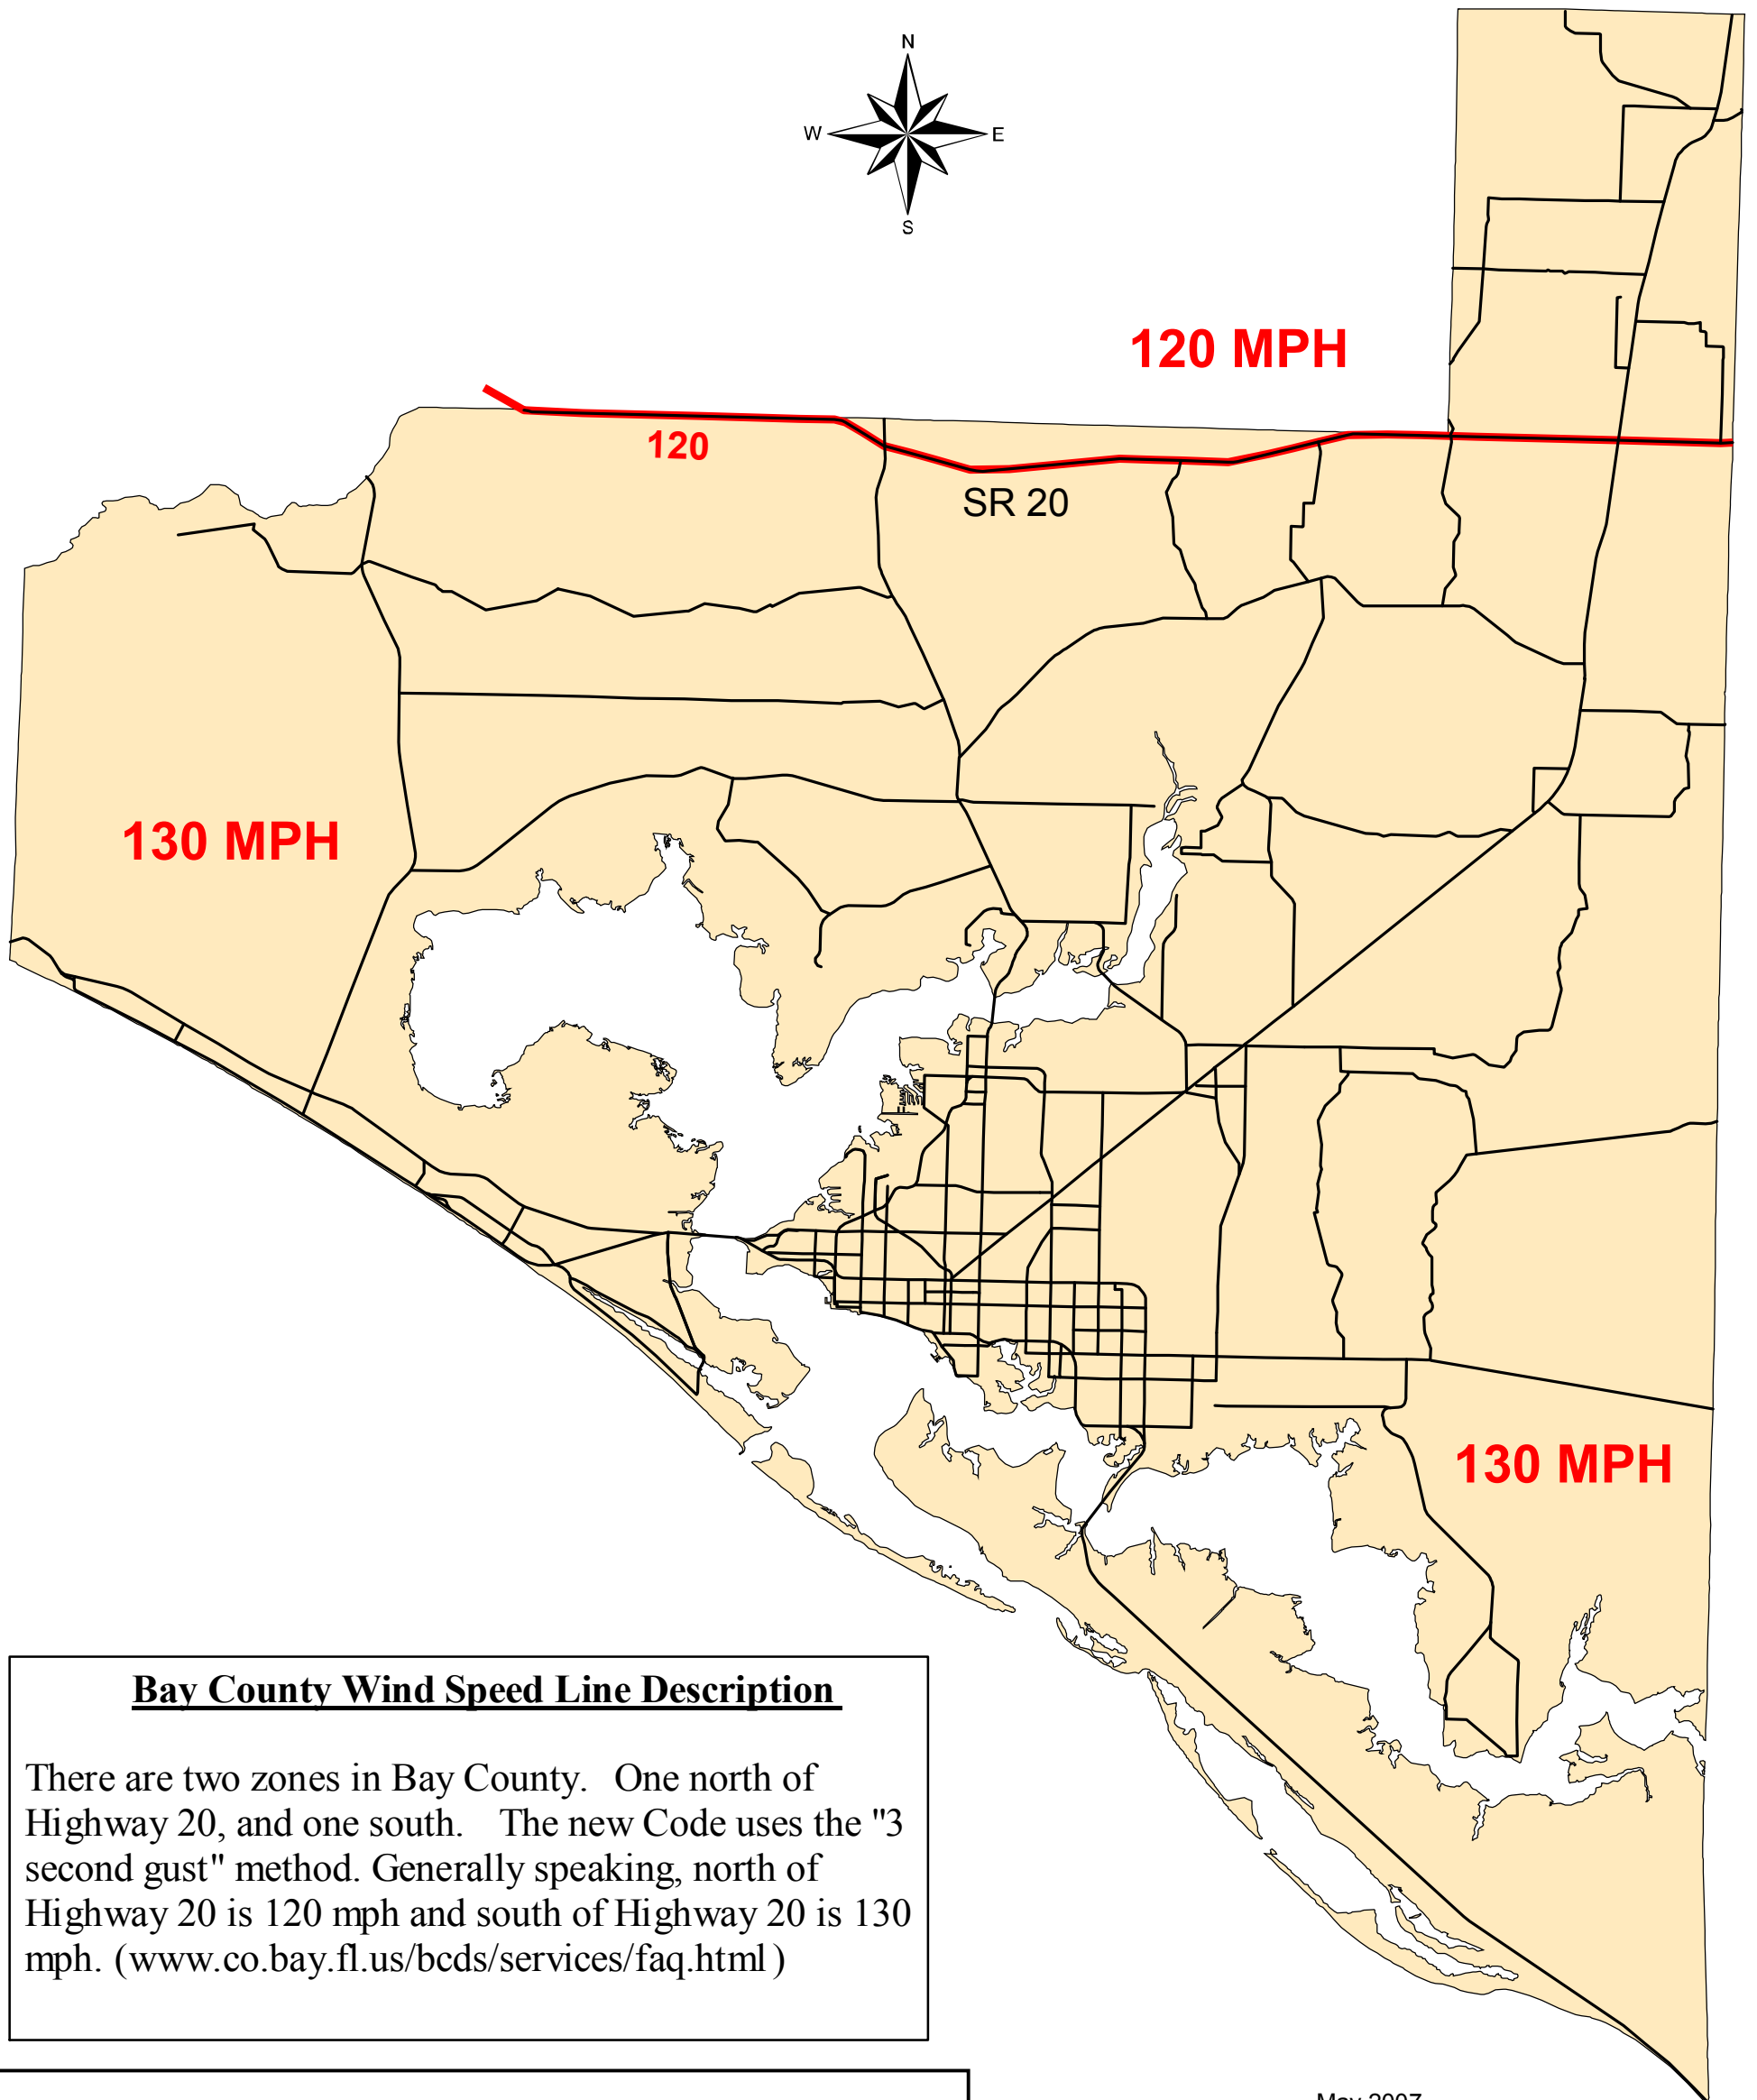 N
W E
S
120 MPH
120
SR 20
130 MPH
130 MPH
Bay County Wind Speed Line Description
There are two zones in Bay County. One north of
Highway 20, and one south. The new Code uses the "3
second gust" method. Generally speaking, north of
Highway 20 is 120 mph and south of Highway 20 is 130
mph. (www.co.bay.fl.us/bcds/services/faq.html)
May 2007